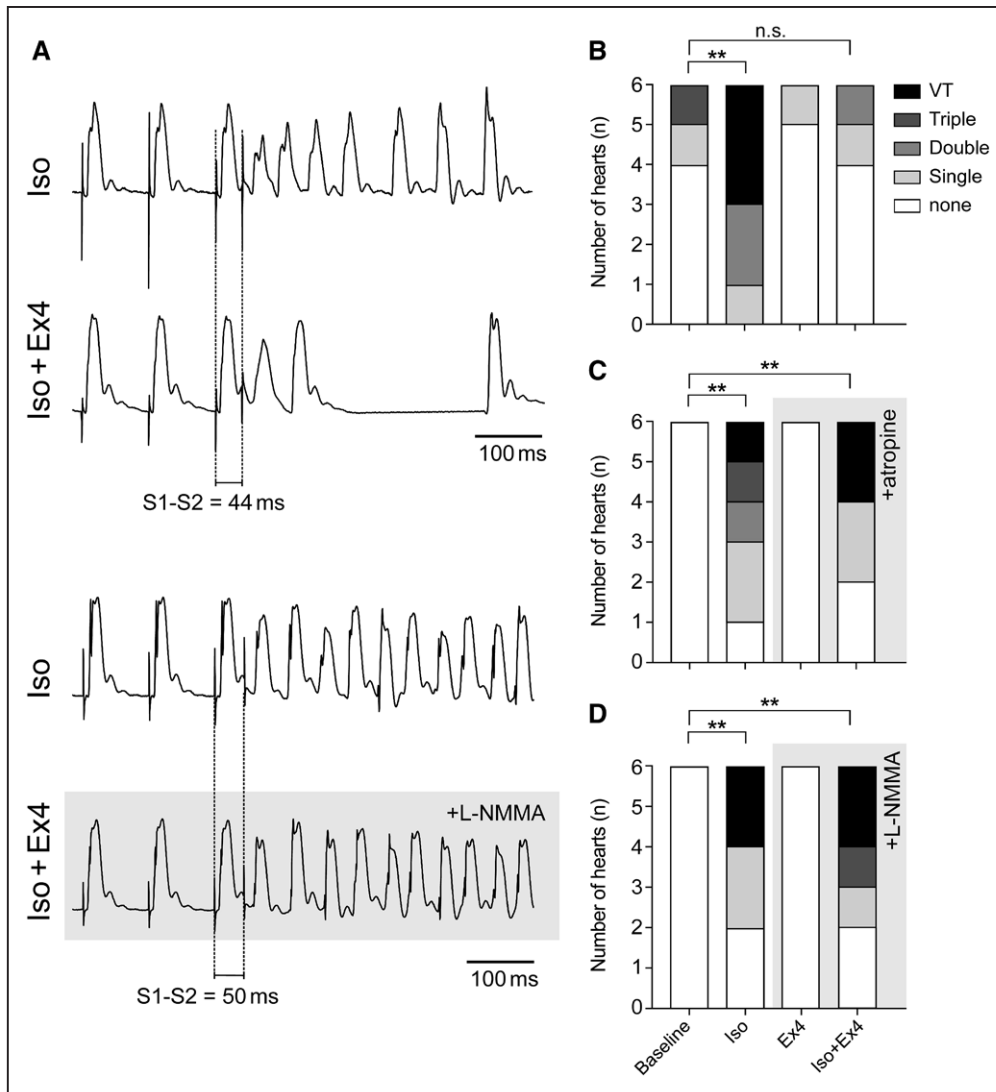 A
Iso
Iso + Ex4
100 ms
S1-S2 = 44 ms
Iso
Iso + Ex4
+L-NMMA
100 ms
S1-S2 = 50 ms
B
n.s.
**
Number of hearts (n)
6
5
4
3
2
1
0
VT
Triple
Double
Single
none
C
**
**
Number of hearts (n)
6
5
4
3
2
1
0
+atropine
D
**
**
Number of hearts (n)
6
5
4
3
2
1
0
+L-NMMA
Baseline
Iso
Ex4
Iso+Ex4